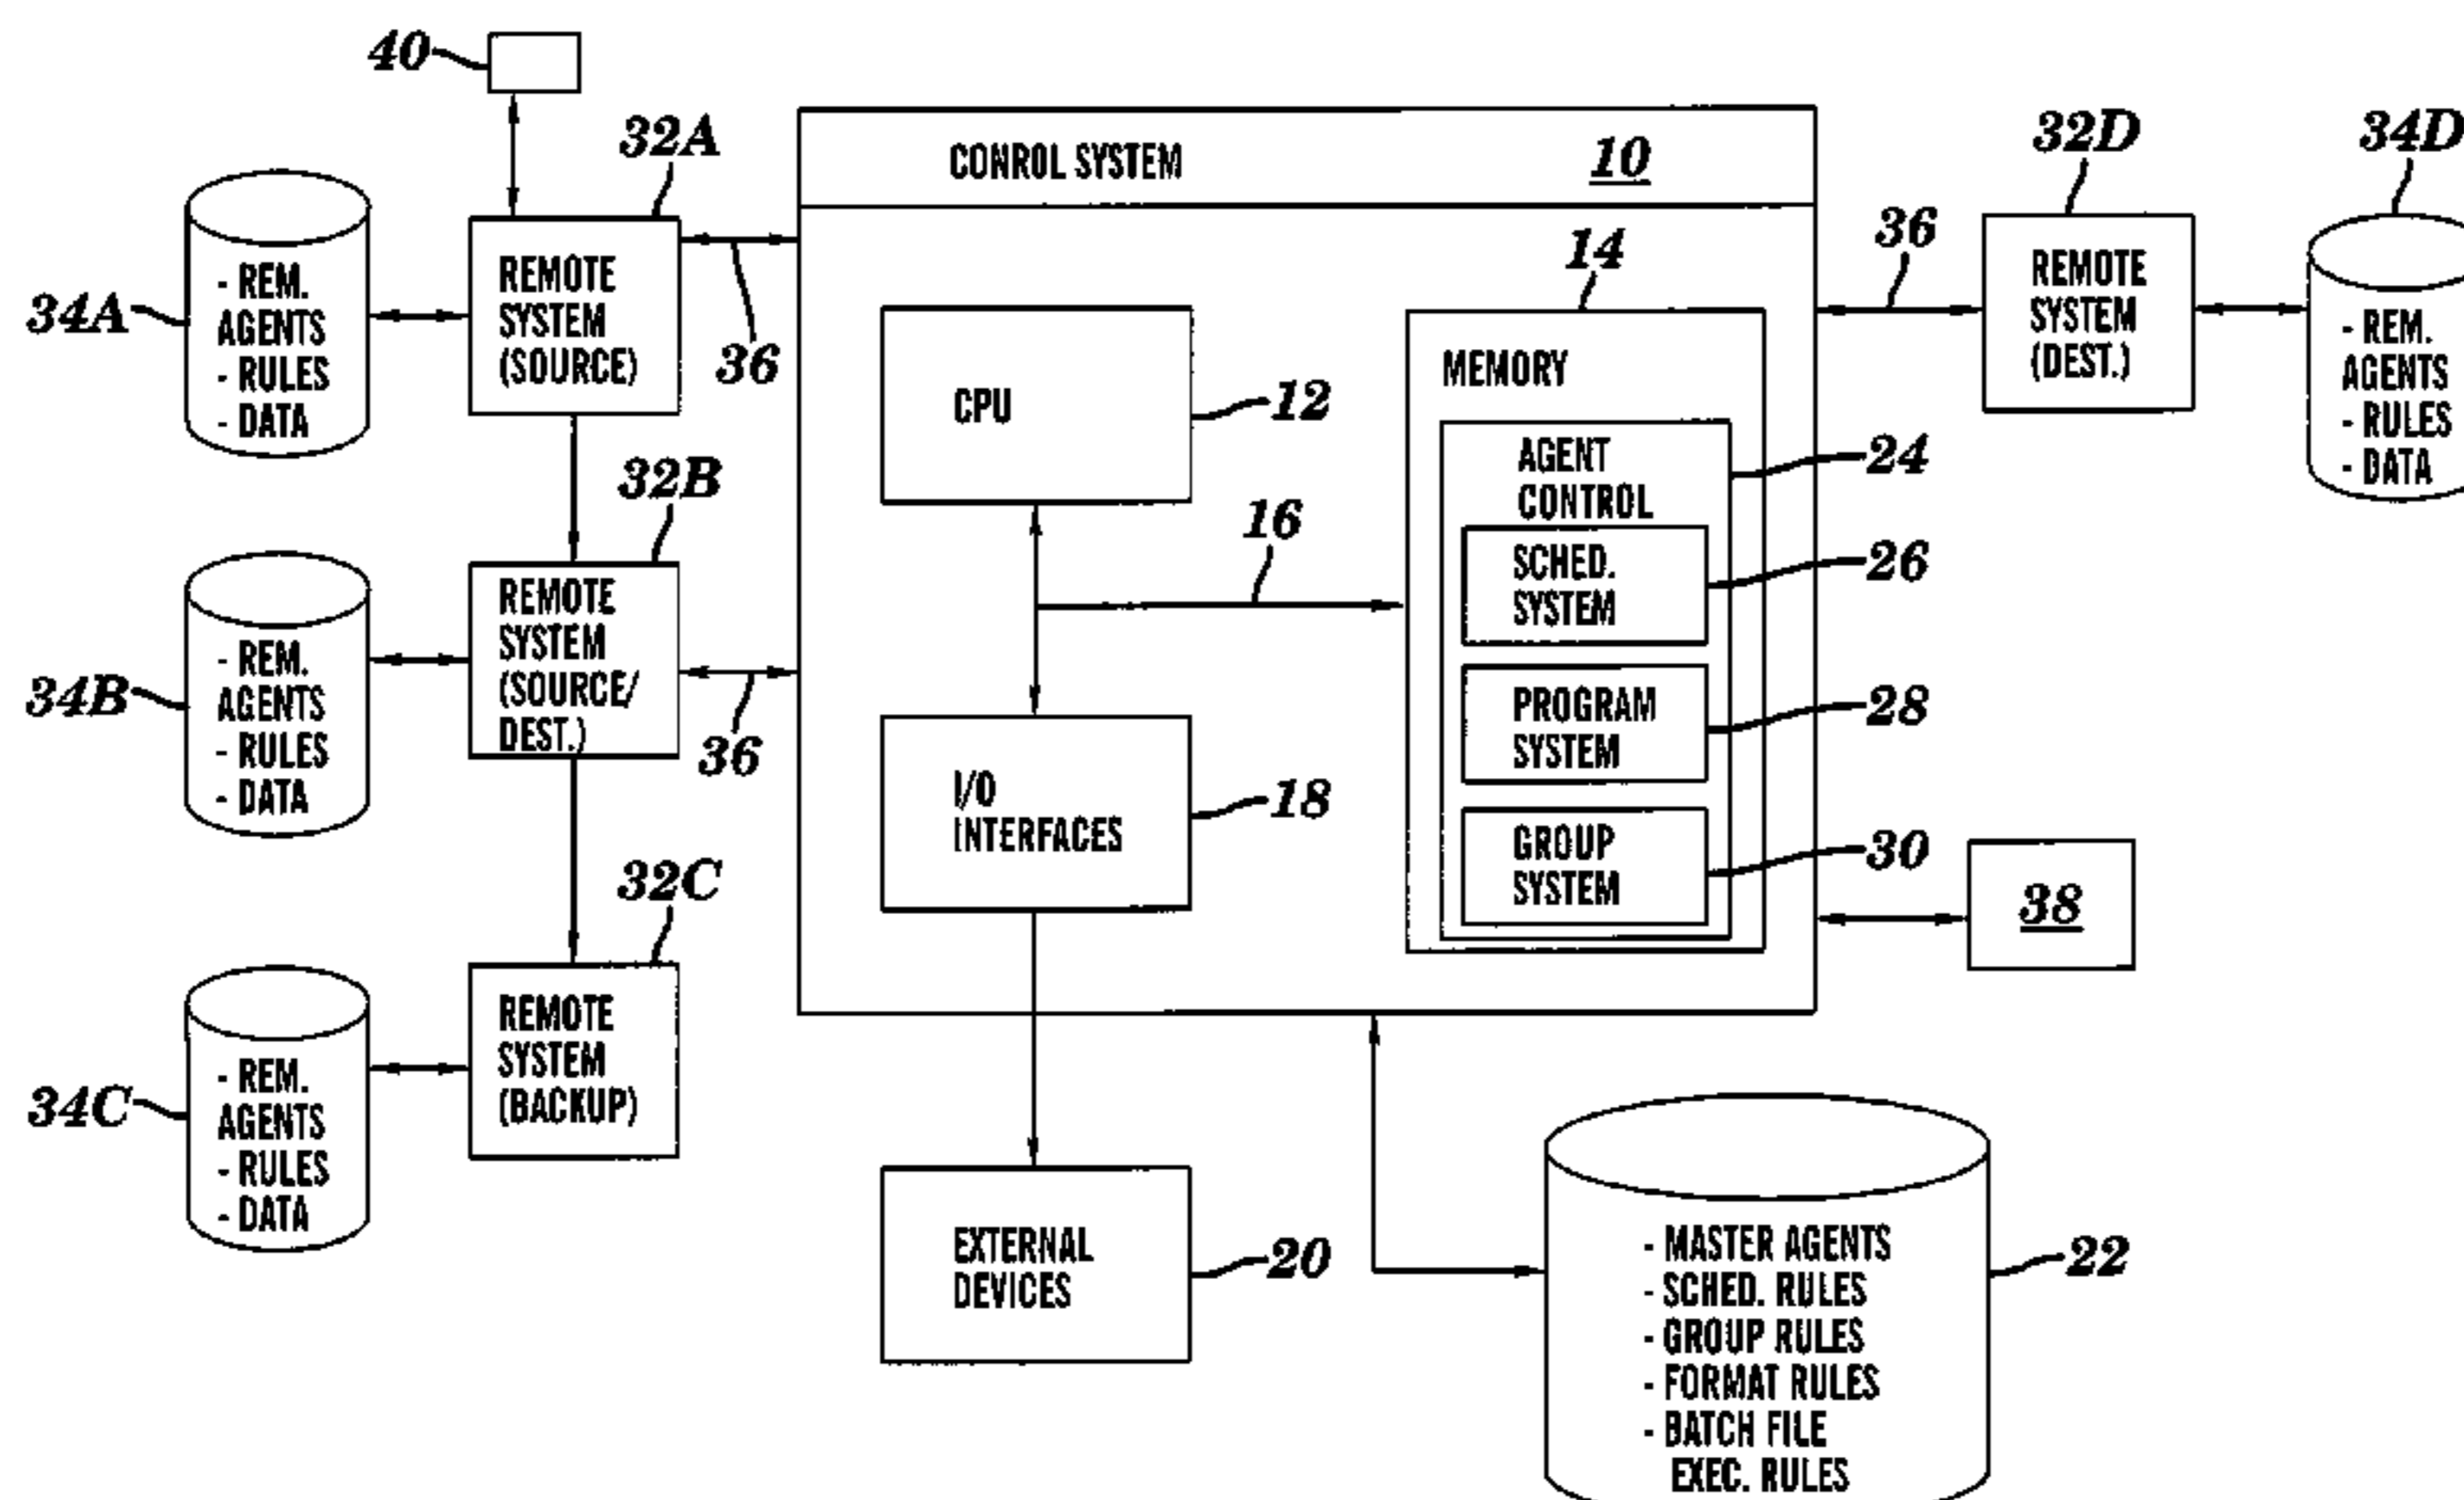 40
32A
34A
- REM.
AGENTS
- RULES
- DATA
REMOTE
SYSTEM
(SOURCE)
36
32B
34B
- REM.
AGENTS
- RULES
- DATA
REMOTE
SYSTEM
(SOURCE/
DEST.)
36
32C
34C
- REM.
AGENTS
- RULES
- DATA
REMOTE
SYSTEM
(BACKUP)
CONROL SYSTEM
10
CPU
12
16
I/O
INTERFACES
18
14
MEMORY
AGENT
CONTROL
24
SCHED.
SYSTEM
26
PROGRAM
SYSTEM
28
GROUP
SYSTEM
30
EXTERNAL
DEVICES
20
36
32D
REMOTE
SYSTEM
(DEST.)
34D
- REM.
AGENTS
- RULES
- DATA
38
- MASTER AGENTS
- SCHED. RULES
- GROUP RULES
- FORMAT RULES
- BATCH FILE
EXEC. RULES
22